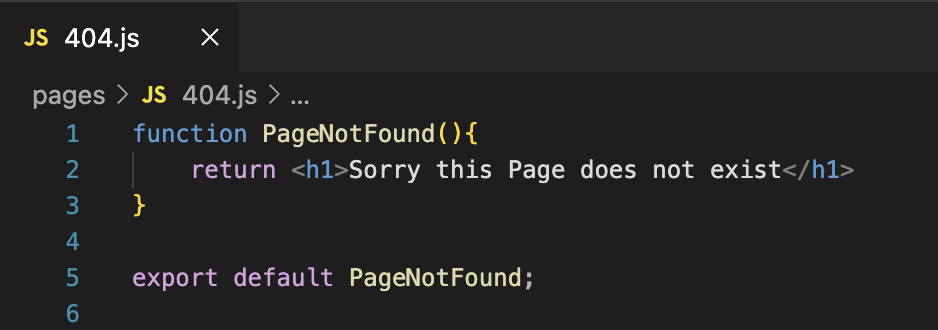 JS 404.js ×
pages > JS 404.js > ...
1 function PageNotFound(){
2     return <h1>Sorry this Page does not exist</h1>
3 }
4
5 export default PageNotFound;
6